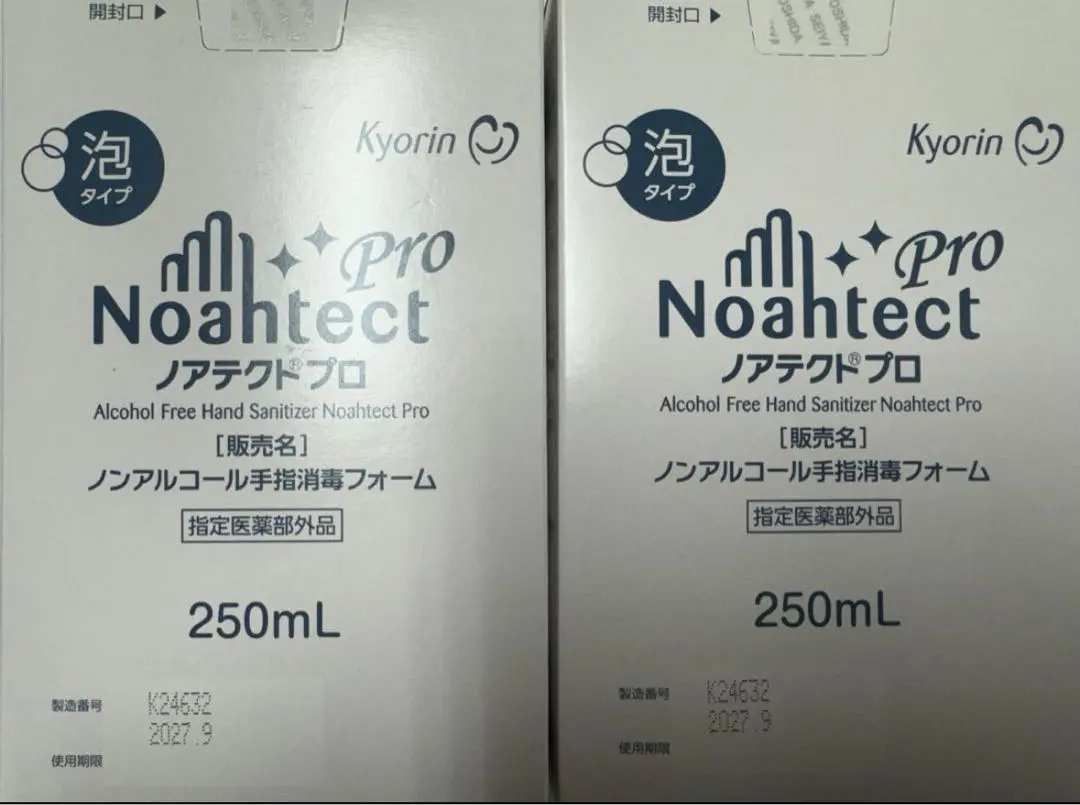 開封口 ▶
泡
タイプ
Kyorin
Pro
Noahtect
ノアテクト®プロ
Alcohol Free Hand Sanitizer Noahtect Pro
[販売名]
ノンアルコール手指消毒フォーム
指定医薬部外品
250mL
製造番号 K24632
2027.9
使用期限
開封口 ▶
泡
タイプ
Kyorin
Pro
Noahtect
ノアテクト®プロ
Alcohol Free Hand Sanitizer Noahtect Pro
[販売名]
ノンアルコール手指消毒フォーム
指定医薬部外品
250mL
製造番号 K24632
2027.9
使用期限